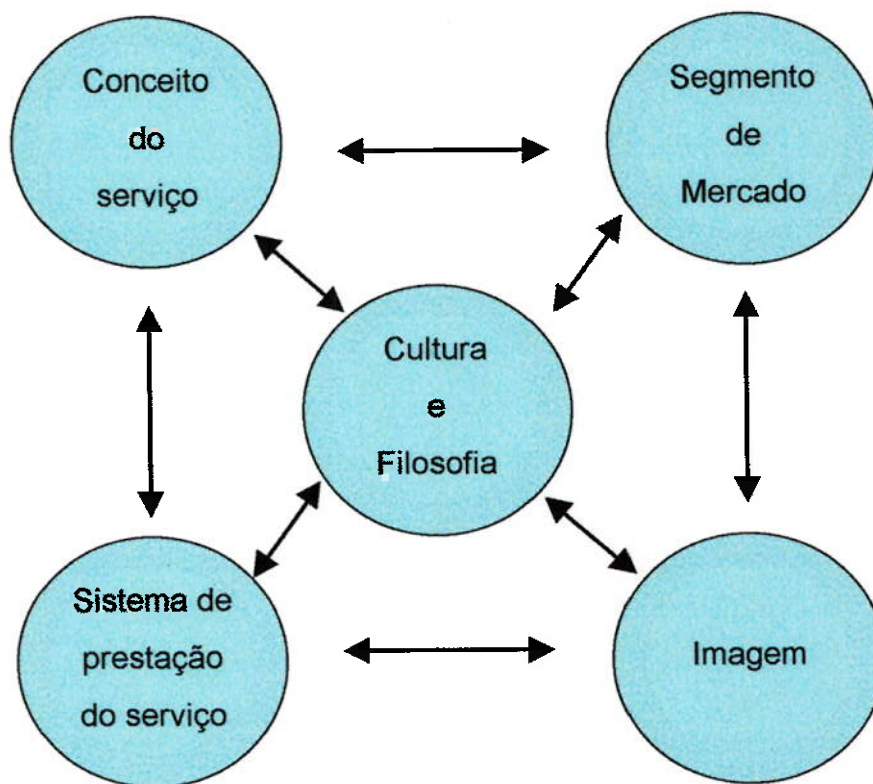 Conceito
do
serviço
Segmento
de
Mercado
Cultura
e
Filosofia
Sistema de
prestação
do serviço
Imagem